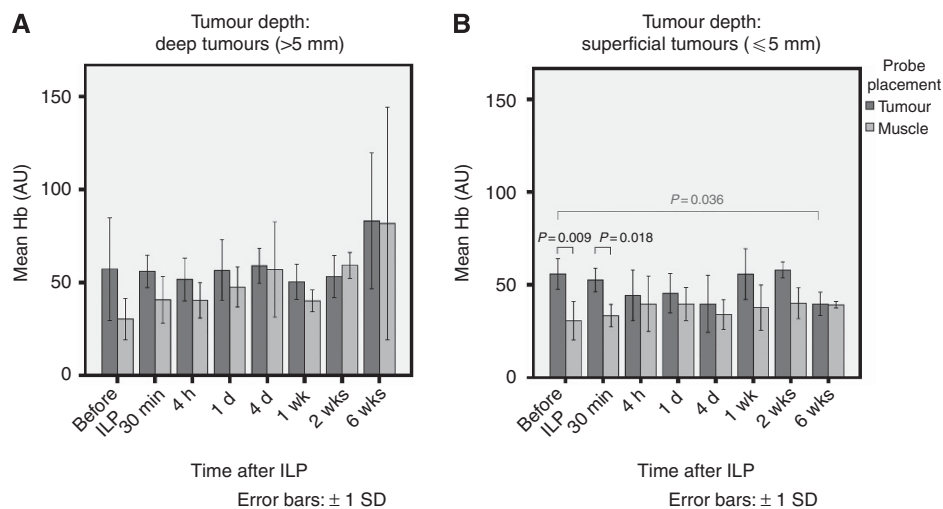 A
Tumour depth:
deep tumours (>5 mm)
Mean Hb (AU)
150
100
50
0
Before
ILP
30 min
4 h
1 d
4 d
1 wk
2 wks
6 wks
Time after ILP
Error bars: ± 1 SD
B
Tumour depth:
superficial tumours (⩽5 mm)
Probe
placement
Tumour
Muscle
Mean Hb (AU)
150
100
50
0
P = 0.036
P = 0.009
P = 0.018
Before
ILP
30 min
4 h
1 d
4 d
1 wk
2 wks
6 wks
Time after ILP
Error bars: ± 1 SD